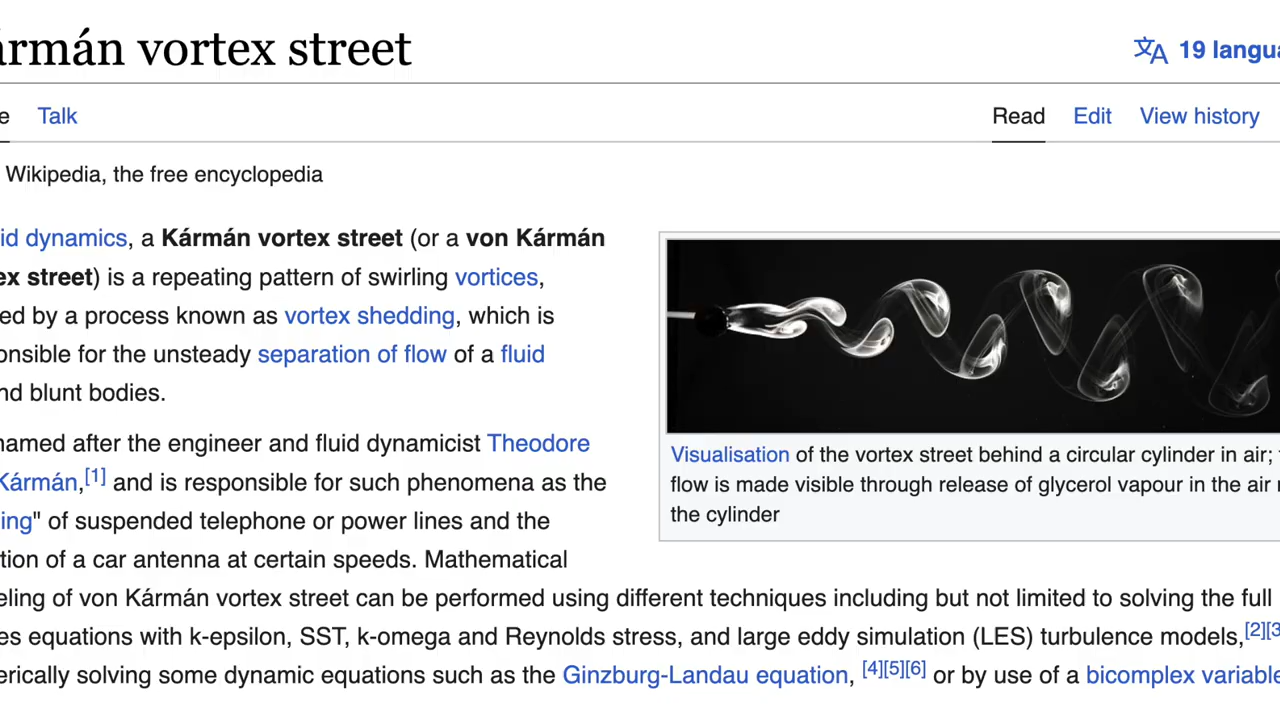 ármán vortex street
19 langua
e Talk Read Edit View history
Wikipedia, the free encyclopedia
id dynamics, a Kármán vortex street (or a von Kármán
ex street) is a repeating pattern of swirling vortices,
ed by a process known as vortex shedding, which is
onsible for the unsteady separation of flow of a fluid
nd blunt bodies.
named after the engineer and fluid dynamicist Theodore
Kármán,[1] and is responsible for such phenomena as the
ing" of suspended telephone or power lines and the
tion of a car antenna at certain speeds. Mathematical
Visualisation of the vortex street behind a circular cylinder in air;
flow is made visible through release of glycerol vapour in the air
the cylinder
eling of von Kármán vortex street can be performed using different techniques including but not limited to solving the full
es equations with k-epsilon, SST, k-omega and Reynolds stress, and large eddy simulation (LES) turbulence models,[2][3
erically solving some dynamic equations such as the Ginzburg-Landau equation, [4][5][6] or by use of a bicomplex variable